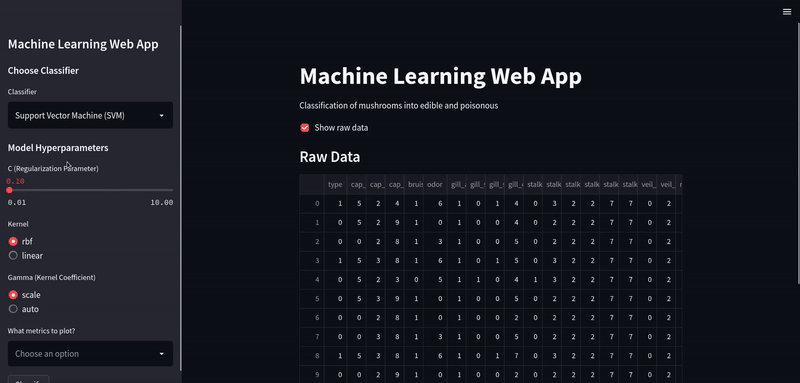 Machine Learning Web App
Choose Classifier
Classifier
Support Vector Machine (SVM)
Model Hyperparameters
C (Regularization Parameter)
0.10
0.01 10.00
Kernel
rbf
linear
Gamma (Kernel Coefficient)
scale
auto
What metrics to plot?
Choose an option
Machine Learning Web App
Classification of mushrooms into edible and poisonous
Show raw data
Raw Data
type cap_ cap_ cap_ bruis odor gill_ gill_ gill_ gill_ stalk stalk stalk stalk stalk stalk veil_ veil_
0 1 5 2 4 1 6 1 0 1 4 0 3 2 2 7 7 0 2
1 0 5 2 9 1 0 1 0 0 4 0 2 2 2 7 7 0 2
2 0 0 2 8 1 3 1 0 0 5 0 2 2 2 7 7 0 2
3 1 5 3 8 1 6 1 0 1 5 0 3 2 2 7 7 0 2
4 0 5 2 3 0 5 1 1 0 4 1 3 2 2 7 7 0 2
5 0 5 3 9 1 0 1 0 0 5 0 2 2 2 7 7 0 2
6 0 0 2 8 1 0 1 0 0 2 0 2 2 2 7 7 0 2
7 0 0 3 8 1 3 1 0 0 5 0 2 2 2 7 7 0 2
8 1 5 3 8 1 6 1 0 1 7 0 3 2 2 7 7 0 2
9 0 0 2 9 1 0 1 0 0 2 0 2 2 2 7 7 0 2